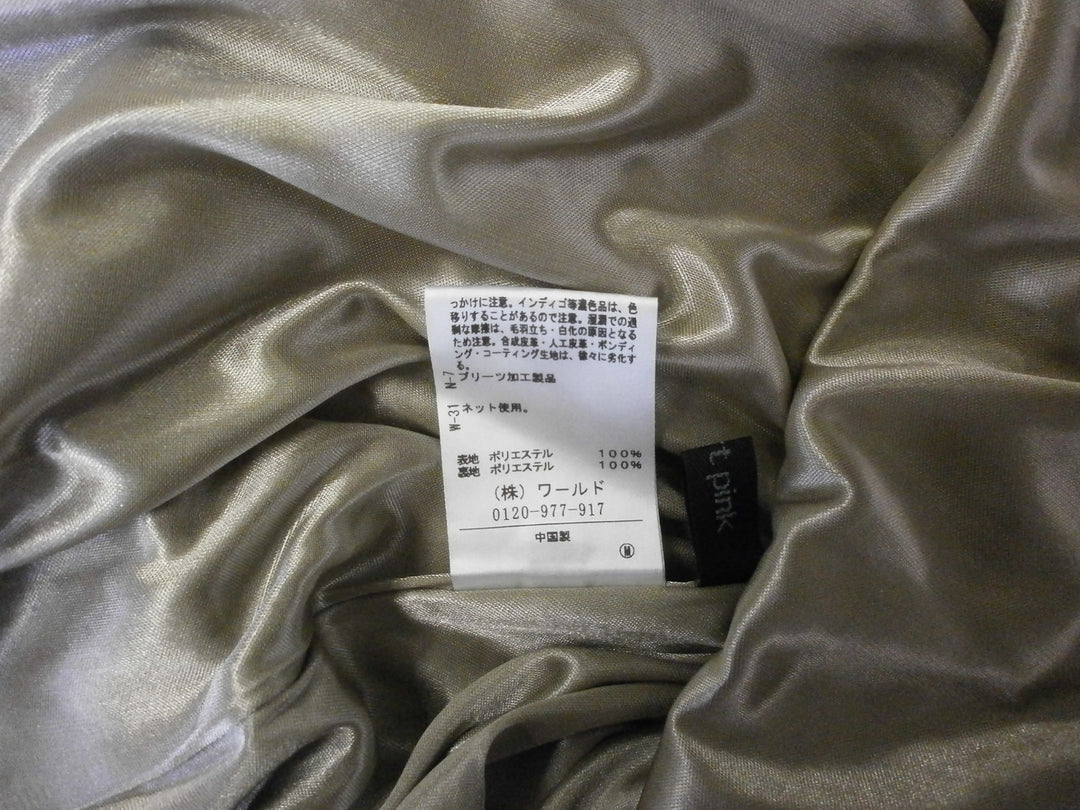 っかけに注意。インディゴ等濃色品は、色
移りすることがあるので注意。湿潤での過
剰な摩擦は、毛羽立ち・白化の原因となる
ため注意。合成皮革・人工皮革・ボンディ
ング・コーティング生地は、徐々に劣化す
る。
N-7 プリーツ加工製品
W-31 ネット使用。
表地 ポリエステル 100%
裏地 ポリエステル 100%
(株) ワールド
0120-977-917
中国製
t pink